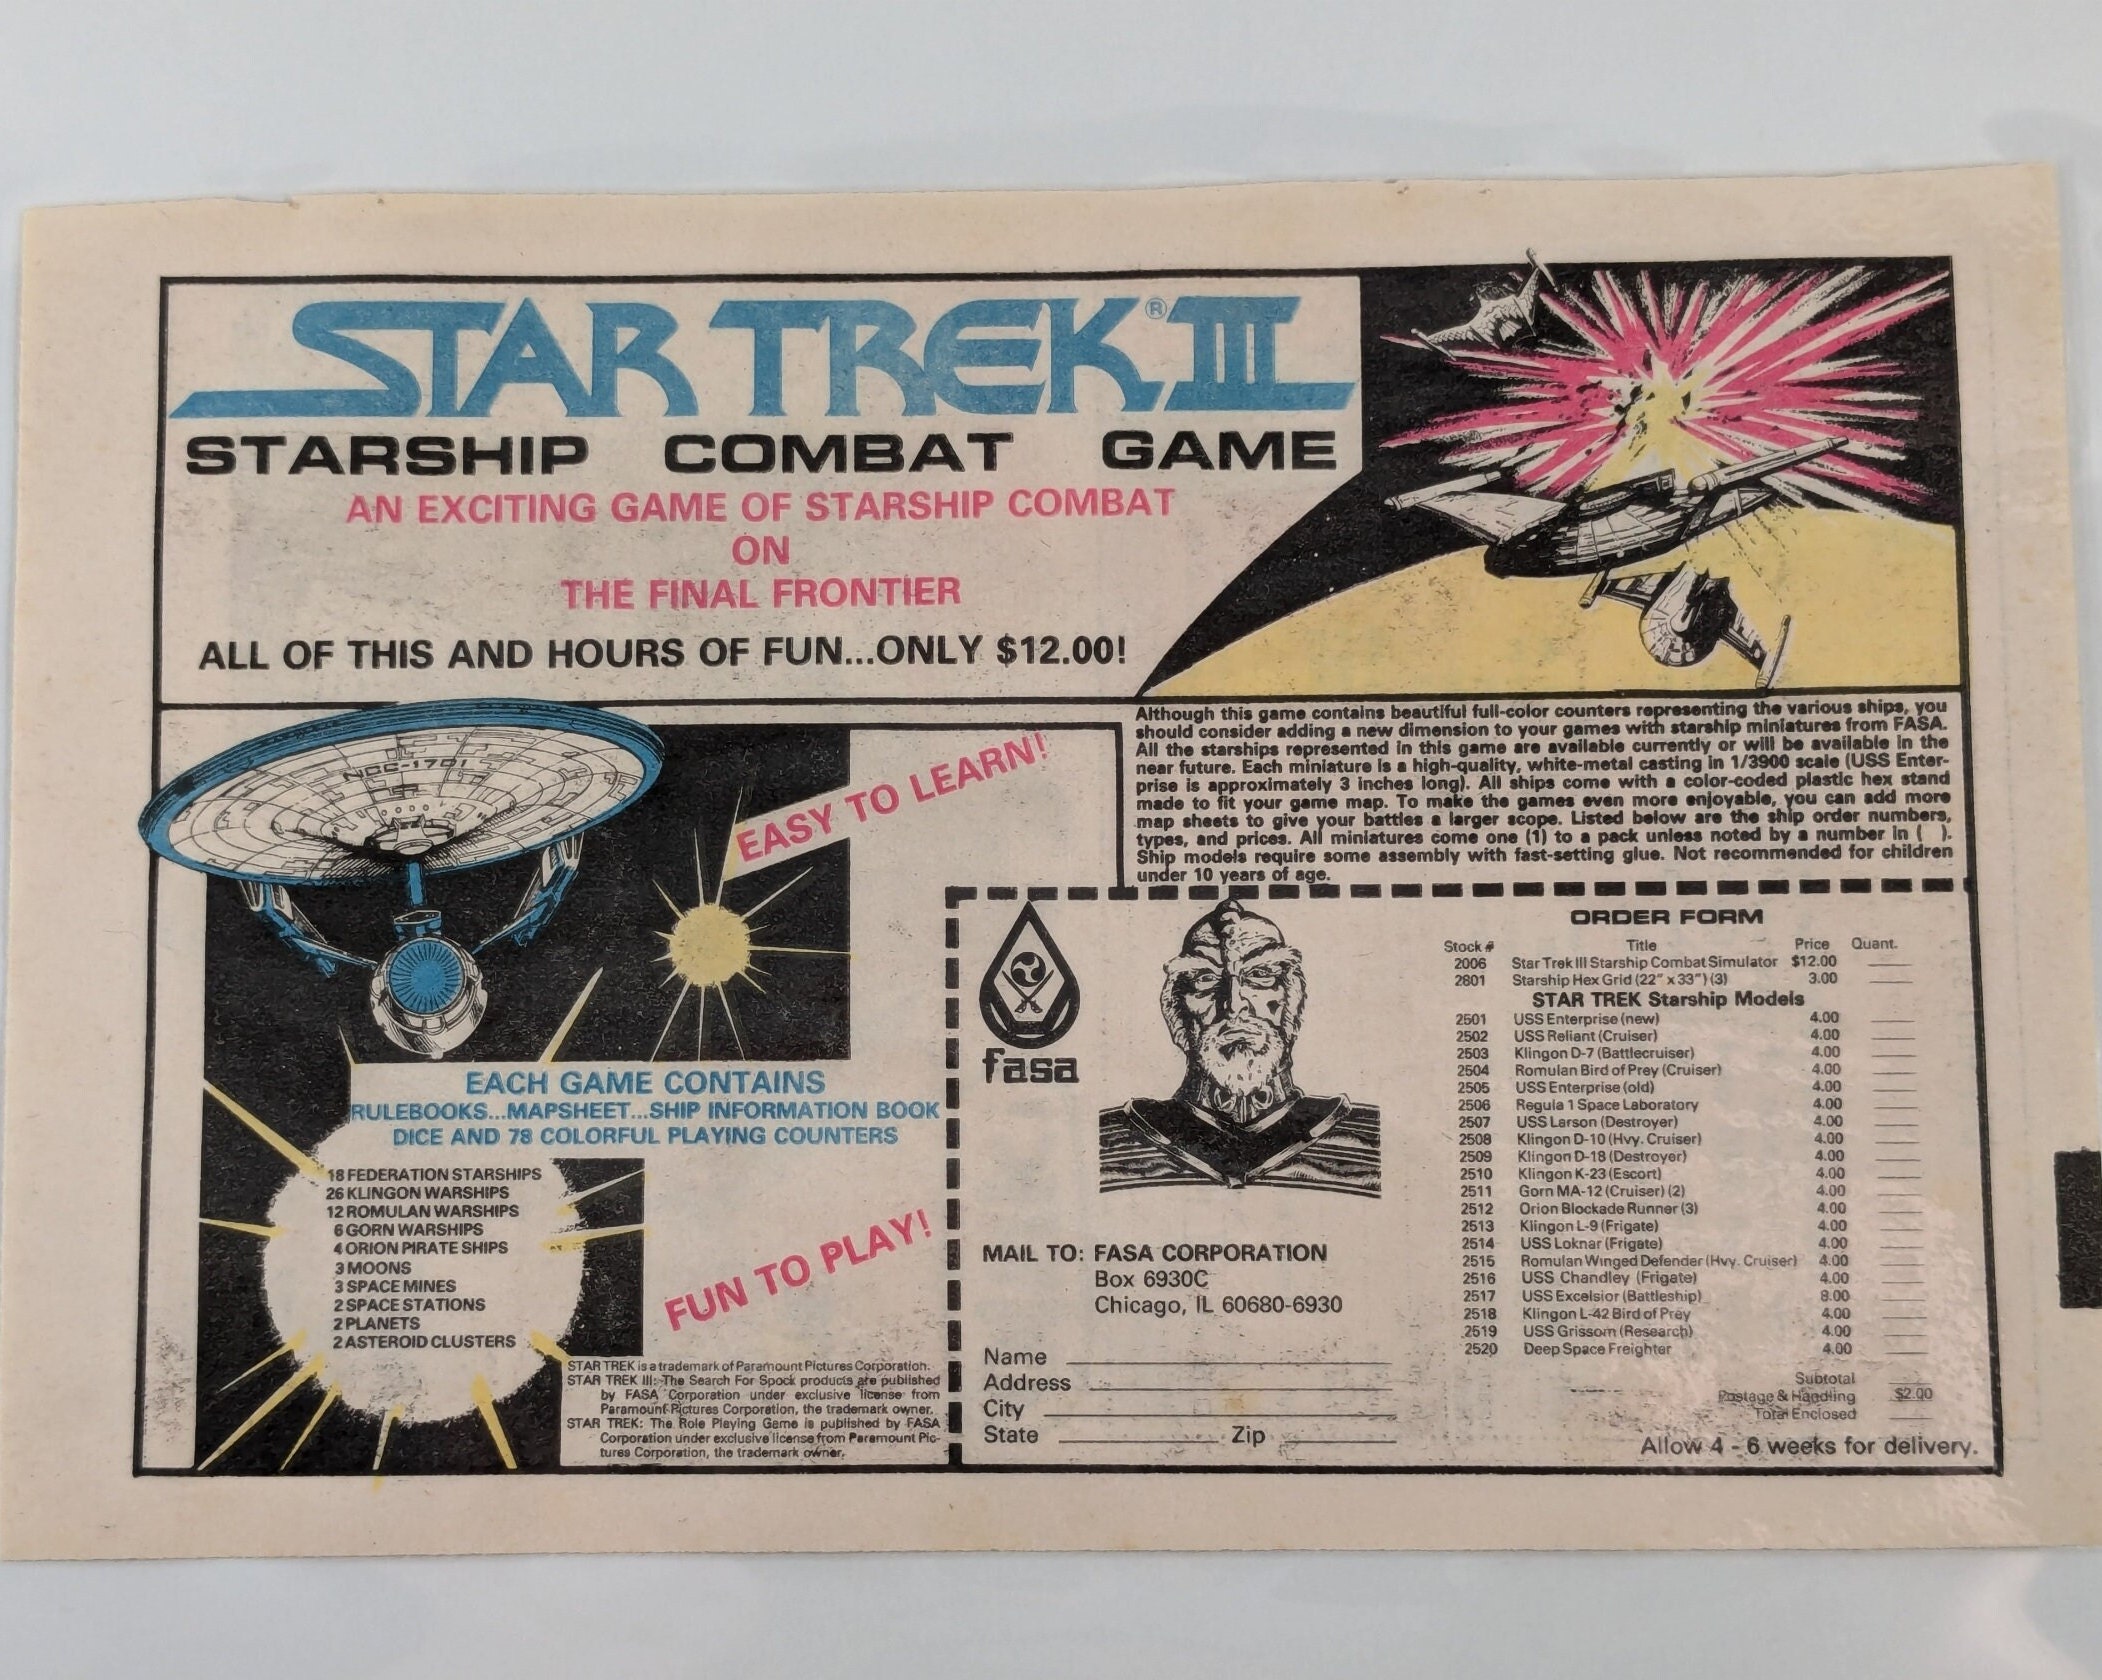 STAR TREK® III
STARSHIP COMBAT GAME
AN EXCITING GAME OF STARSHIP COMBAT
ON
THE FINAL FRONTIER
ALL OF THIS AND HOURS OF FUN...ONLY $12.00!
NCC-1701
EASY TO LEARN!
EACH GAME CONTAINS
RULEBOOKS...MAPSHEET...SHIP INFORMATION BOOK
DICE AND 78 COLORFUL PLAYING COUNTERS
18 FEDERATION STARSHIPS
26 KLINGON WARSHIPS
12 ROMULAN WARSHIPS
6 GORN WARSHIPS
4 ORION PIRATE SHIPS
3 MOONS
3 SPACE MINES
2 SPACE STATIONS
2 PLANETS
2 ASTEROID CLUSTERS
FUN TO PLAY!
STAR TREK is a trademark of Paramount Pictures Corporation.
STAR TREK III: The Search For Spock products are published
by FASA Corporation under exclusive license from
Paramount Pictures Corporation, the trademark owner.
STAR TREK: The Role Playing Game is published by FASA
Corporation under exclusive license from Paramount Pic-
tures Corporation, the trademark owner.
Although this game contains beautiful full-color counters representing the various ships, you
should consider adding a new dimension to your games with starship miniatures from FASA.
All the starships represented in this game are available currently or will be available in the
near future. Each miniature is a high-quality, white-metal casting in 1/3900 scale (USS Enter-
prise is approximately 3 inches long). All ships come with a color-coded plastic hex stand
made to fit your game map. To make the games even more enjoyable, you can add more
map sheets to give your battles a larger scope. Listed below are the ship order numbers,
types, and prices. All miniatures come one (1) to a pack unless noted by a number in ( ).
Ship models require some assembly with fast-setting glue. Not recommended for children
under 10 years of age.
fasa
MAIL TO: FASA CORPORATION
Box 6930C
Chicago, IL 60680-6930
Name
Address
City
State Zip
ORDER FORM
Stock # Title Price Quant.
2006 Star Trek III Starship Combat Simulator $12.00
2801 Starship Hex Grid (22" x 33") (3) 3.00
STAR TREK Starship Models
2501 USS Enterprise (new) 4.00
2502 USS Reliant (Cruiser) 4.00
2503 Klingon D-7 (Battlecruiser) 4.00
2504 Romulan Bird of Prey (Cruiser) 4.00
2505 USS Enterprise (old) 4.00
2506 Regula 1 Space Laboratory 4.00
2507 USS Larson (Destroyer) 4.00
2508 Klingon D-10 (Hvy. Cruiser) 4.00
2509 Klingon D-18 (Destroyer) 4.00
2510 Klingon K-23 (Escort) 4.00
2511 Gorn MA-12 (Cruiser) (2) 4.00
2512 Orion Blockade Runner (3) 4.00
2513 Klingon L-9 (Frigate) 4.00
2514 USS Loknar (Frigate) 4.00
2515 Romulan Winged Defender (Hvy. Cruiser) 4.00
2516 USS Chandley (Frigate) 4.00
2517 USS Excelsior (Battleship) 8.00
2518 Klingon L-42 Bird of Prey 4.00
2519 USS Grissom (Research) 4.00
2520 Deep Space Freighter 4.00
Subtotal
Postage & Handling $2.00
Total Enclosed
Allow 4 - 6 weeks for delivery.